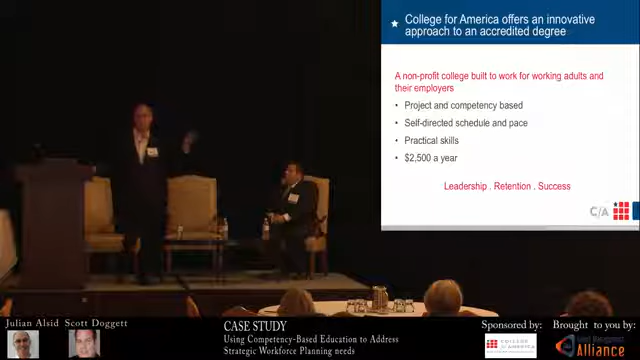 College for America offers an innovative
approach to an accredited degree
A non-profit college built to work for working adults and
their employers
• Project and competency based
• Self-directed schedule and pace
• Practical skills
• $2,500 a year
Leadership . Retention . Success
C/A
Julian Alsid Scott Doggett
CASE STUDY
Using Competency-Based Education to Address
Strategic Workforce Planning needs
Sponsored by:
COLLEGE
Brought to you by:
Alliance